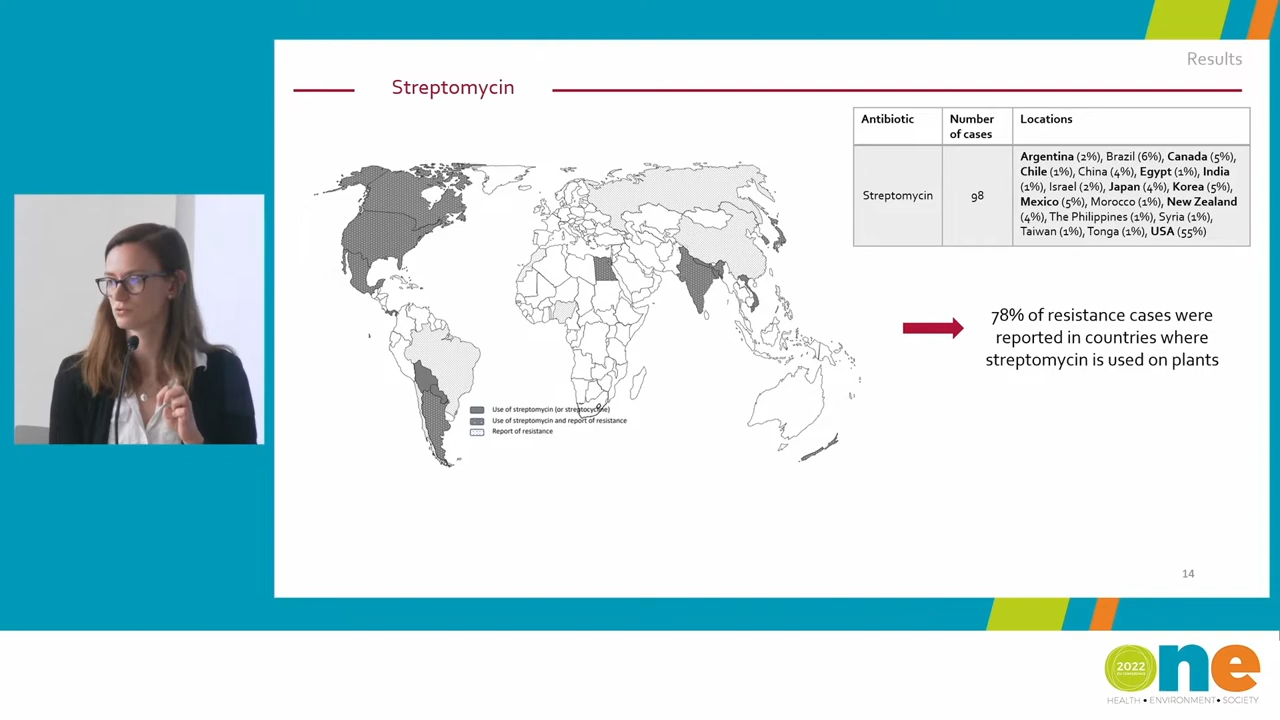 Results
Streptomycin
Antibiotic
Number
of cases
Locations
Streptomycin
98
Argentina (2%), Brazil (6%), Canada (5%),
Chile (1%), China (4%), Egypt (1%), India
(1%), Israel (2%), Japan (4%), Korea (5%),
Mexico (5%), Morocco (1%), New Zealand
(4%), The Philippines (1%), Syria (1%),
Taiwan (1%), Tonga (1%), USA (55%)
78% of resistance cases were
reported in countries where
streptomycin is used on plants
Use of streptomycin (or streptocycline)
Use of streptomycin and report of resistance
Report of resistance
14
2022
EU CONFERENCE
one
HEALTH • ENVIRONMENT • SOCIETY